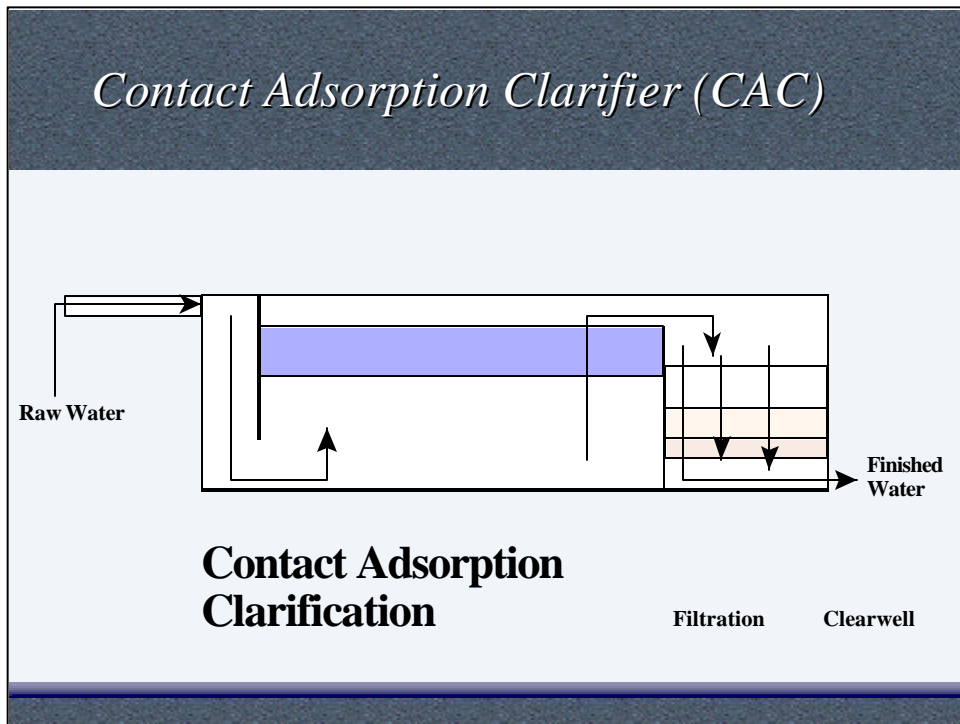 Contact Adsorption Clarifier (CAC)
Raw Water
Finished
Water
Contact Adsorption
Clarification
Filtration
Clearwell